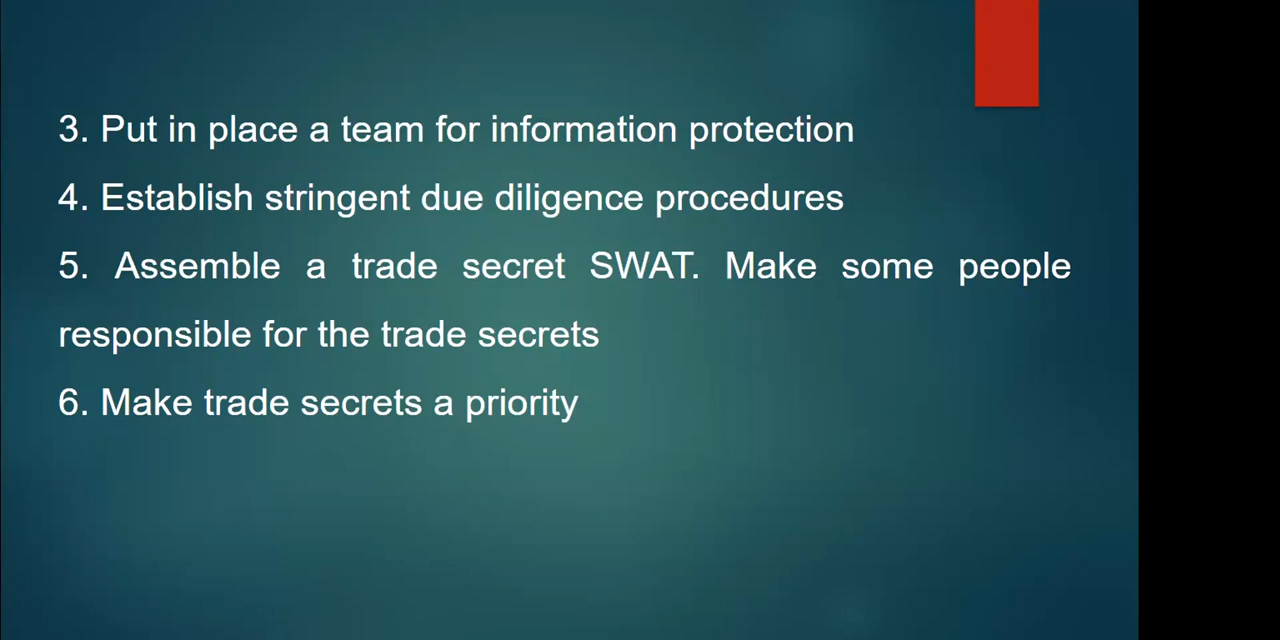 3. Put in place a team for information protection
4. Establish stringent due diligence procedures
5. Assemble a trade secret SWAT. Make some people
responsible for the trade secrets
6. Make trade secrets a priority